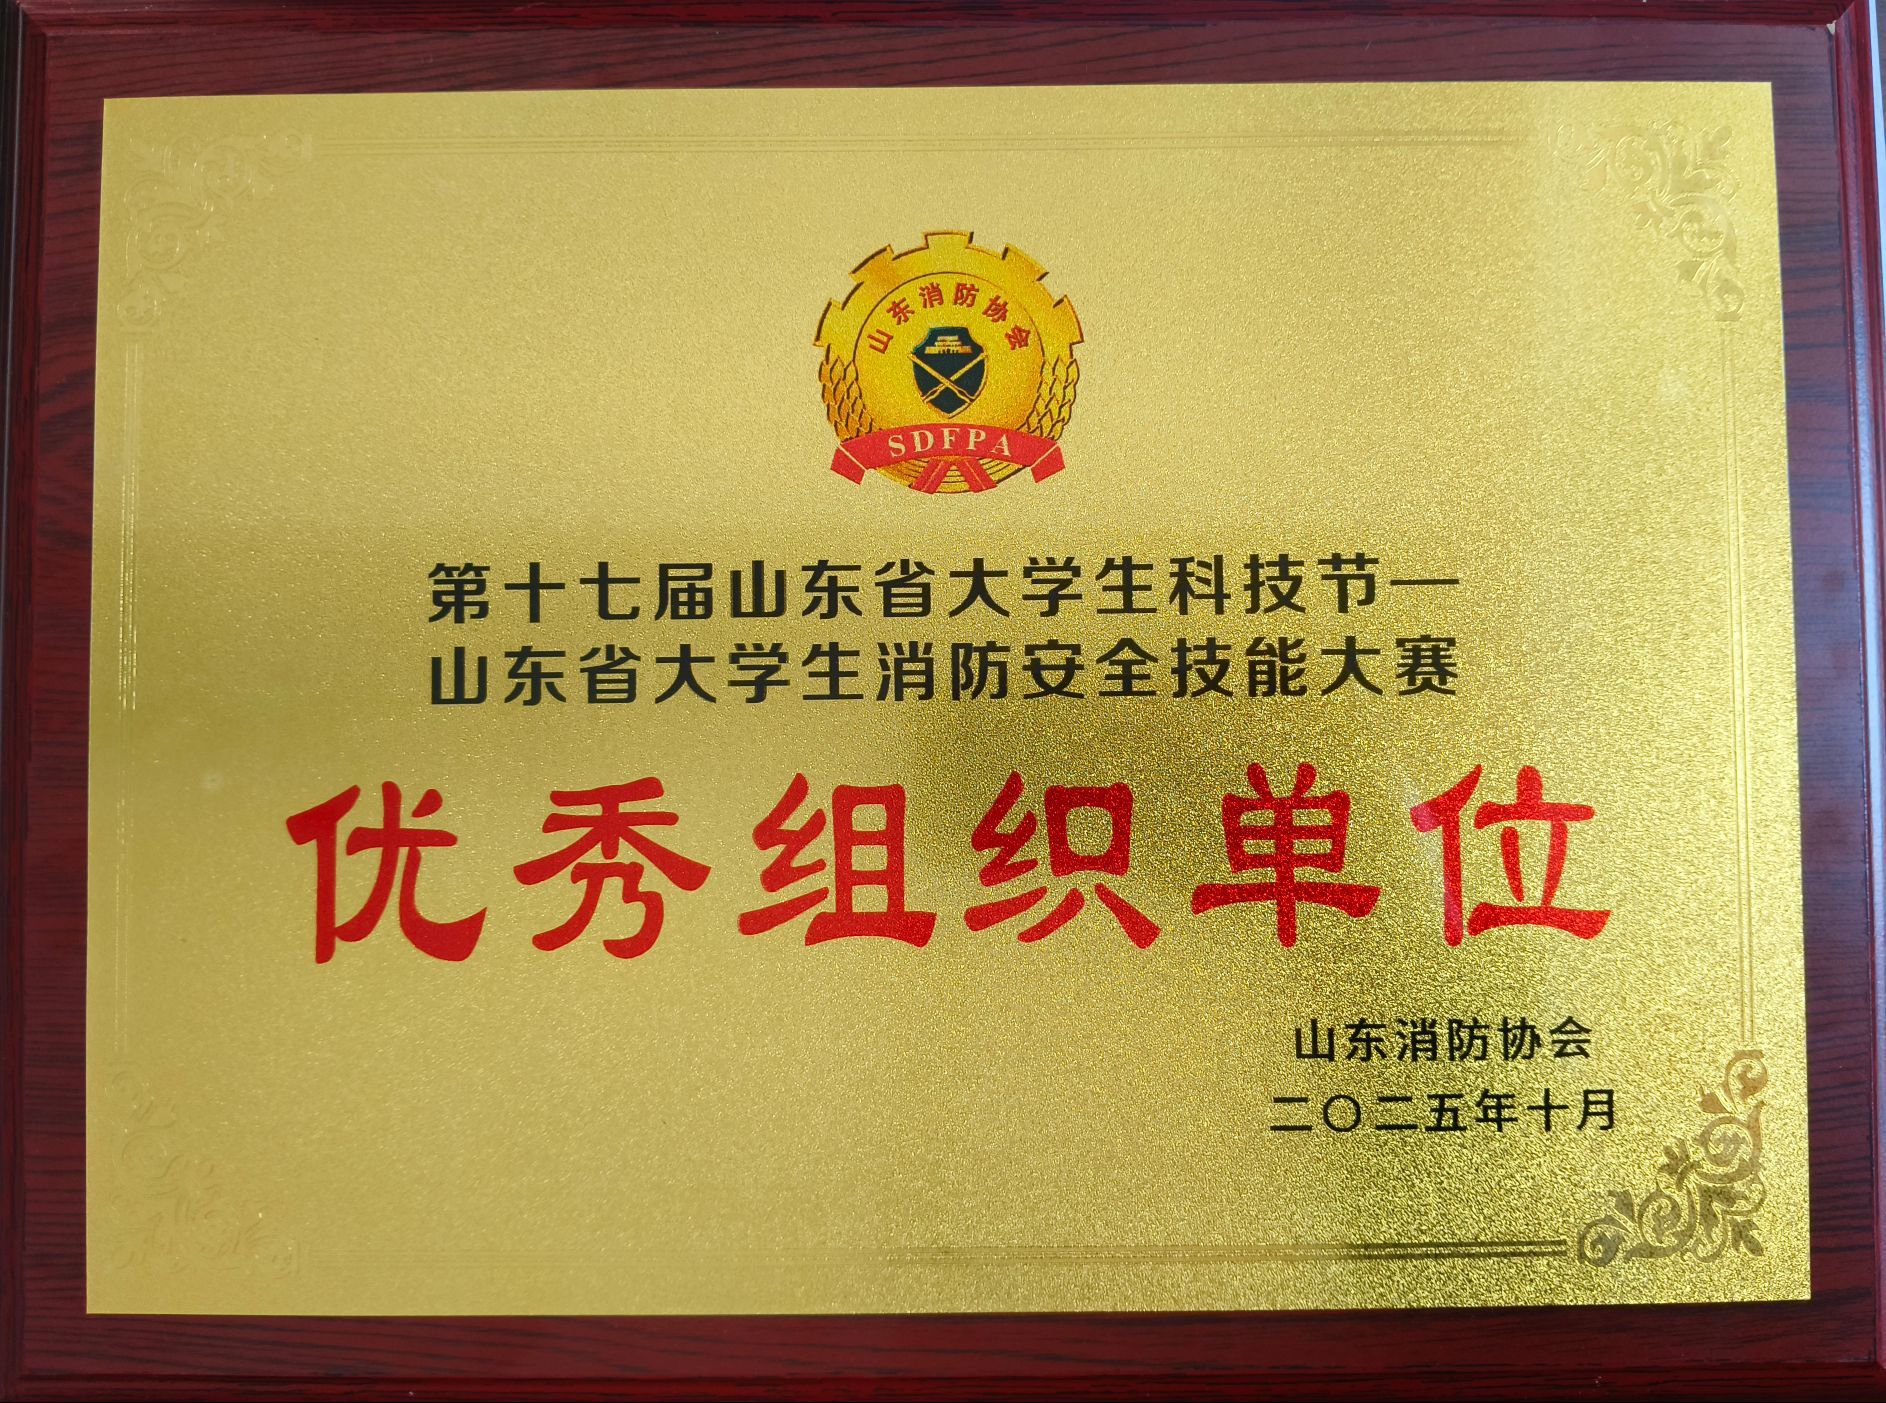 山东消防协会
SDFPA
第十七届山东省大学生科技节—
山东省大学生消防安全技能大赛
优秀组织单位
山东消防协会
二〇二五年十月